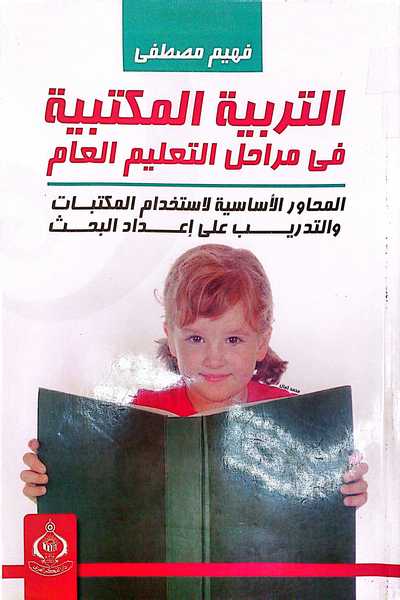 فهيم مصطفى
التربية المكتبية
فى مراحل التعليم العام
المحاور الأساسية لاستخدام المكتبات
والتدريب على إعداد البحث